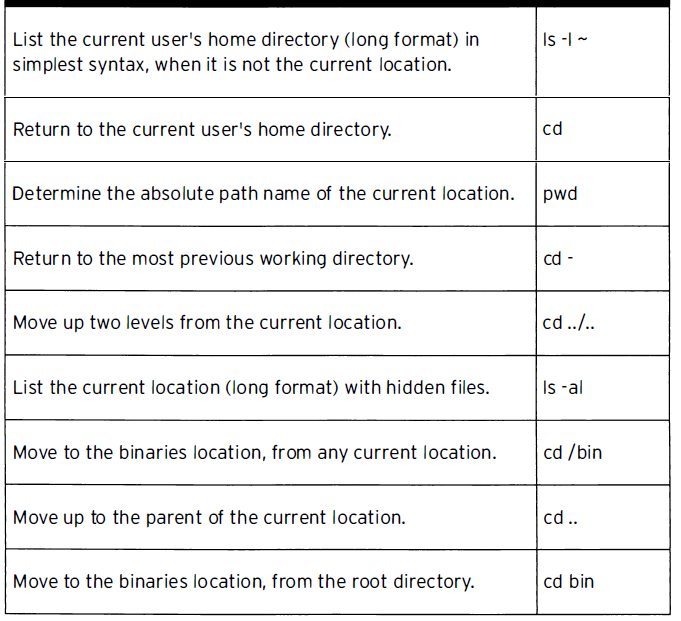 List the current user's home directory (long format) in
simplest syntax, when it is not the current location.
ls -l ~
Return to the current user's home directory.
cd
Determine the absolute path name of the current location.
pwd
Return to the most previous working directory.
cd -
Move up two levels from the current location.
cd ../..
List the current location (long format) with hidden files.
ls -al
Move to the binaries location, from any current location.
cd /bin
Move up to the parent of the current location.
cd ..
Move to the binaries location, from the root directory.
cd bin